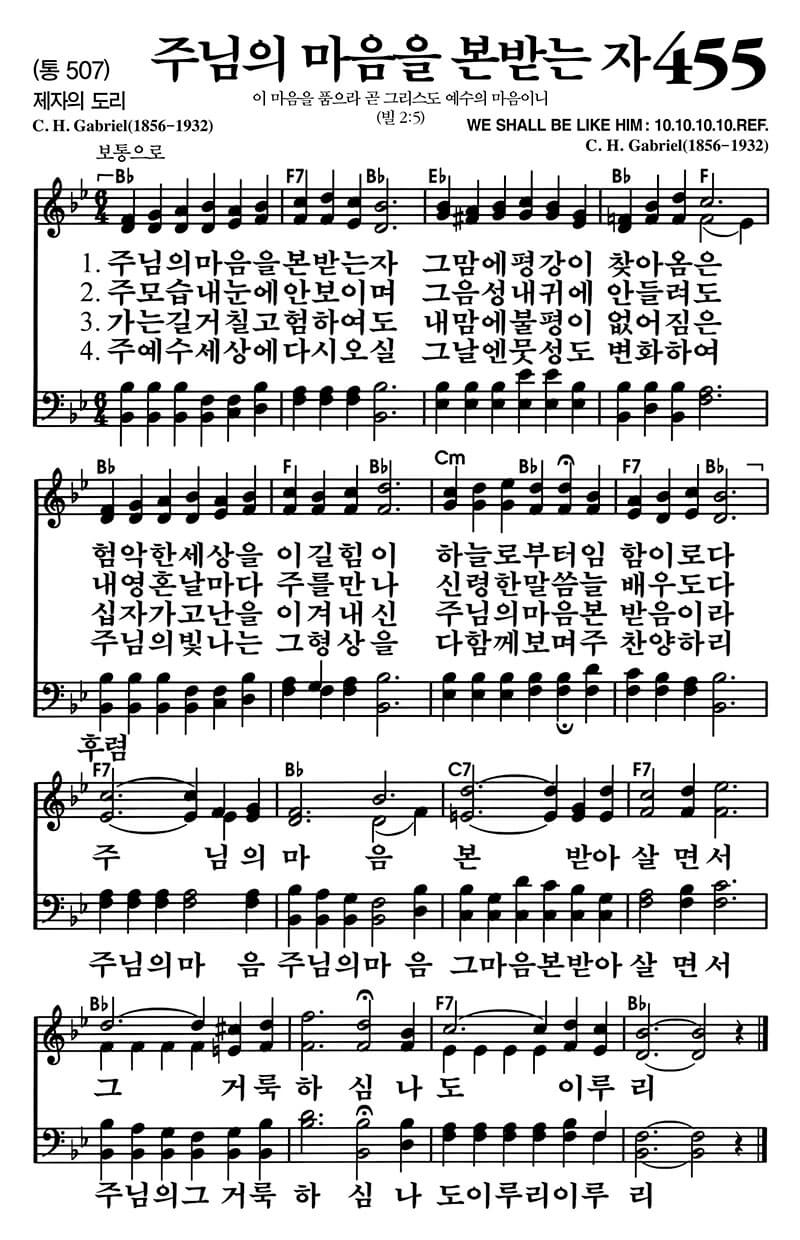 (통 507) 주님의 마음을 본받는 자 455
제자의 도리 이 마음을 품으라 곧 그리스도 예수의 마음이니
(빌 2:5)
C. H. Gabriel(1856-1932) WE SHALL BE LIKE HIM : 10.10.10.10.REF.
C. H. Gabriel(1856-1932)
보통으로
B♭ F7 B♭ E♭ B♭ F
6/4
1. 주님의마음을본받는자 그맘에평강이 찾아옴은
2. 주모습내눈에안보이며 그음성내귀에 안들려도
3. 가는길거칠고험하여도 내맘에불평이 없어짐은
4. 주예수세상에다시오실 그날엔뭇성도 변화하여
6/4
B♭ F B♭ Cm B♭ F7 B♭
험악한세상을 이길힘이 하늘로부터임 함이로다
내영혼날마다 주를만나 신령한말씀늘 배우도다
십자가고난을 이겨내신 주님의마음본 받음이라
주님의빛나는 그형상을 다함께보며주 찬양하리
후렴
F7 B♭ C7 F7
주 님의마 음 본 받아 살 면서
주님의마 음 주님의마 음 그마음본받아 살 면서
B♭ F7 B♭
그 거룩 하 심 나 도 이루 리
주님의그 거룩 하 심 나 도이루리이루 리